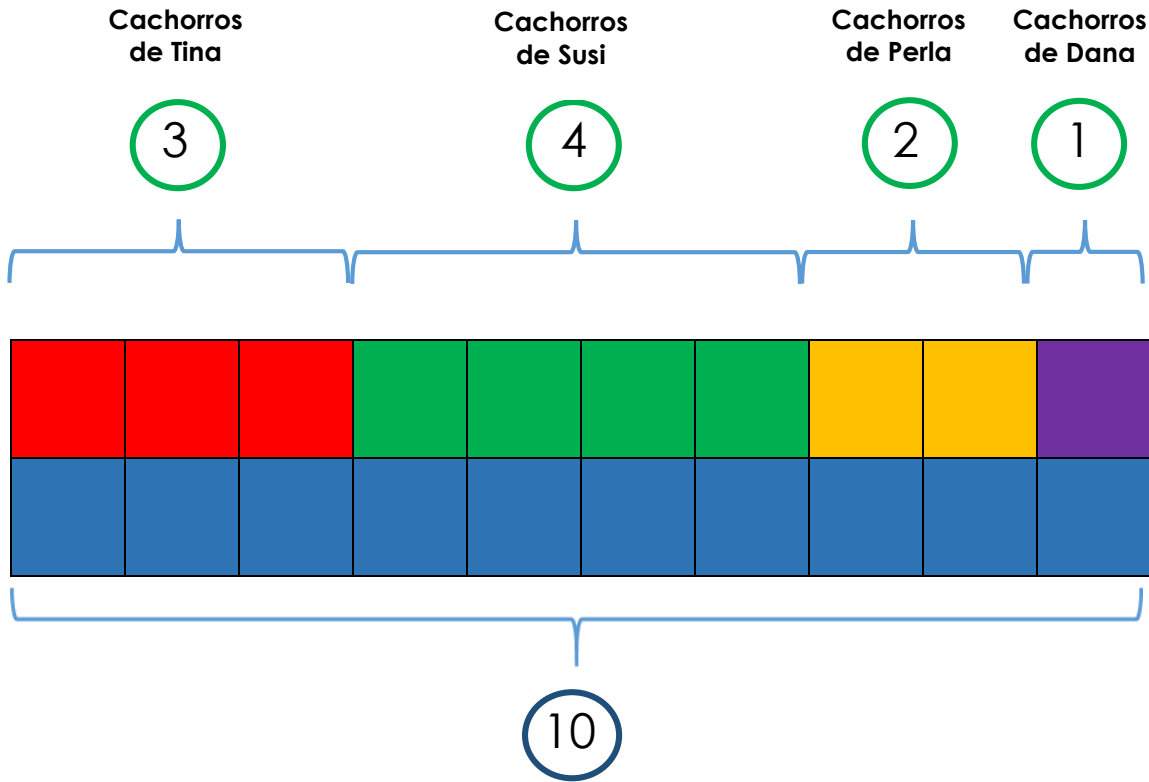 Cachorros
de Tina
Cachorros
de Susi
Cachorros
de Perla
Cachorros
de Dana
3
4
2
1
10